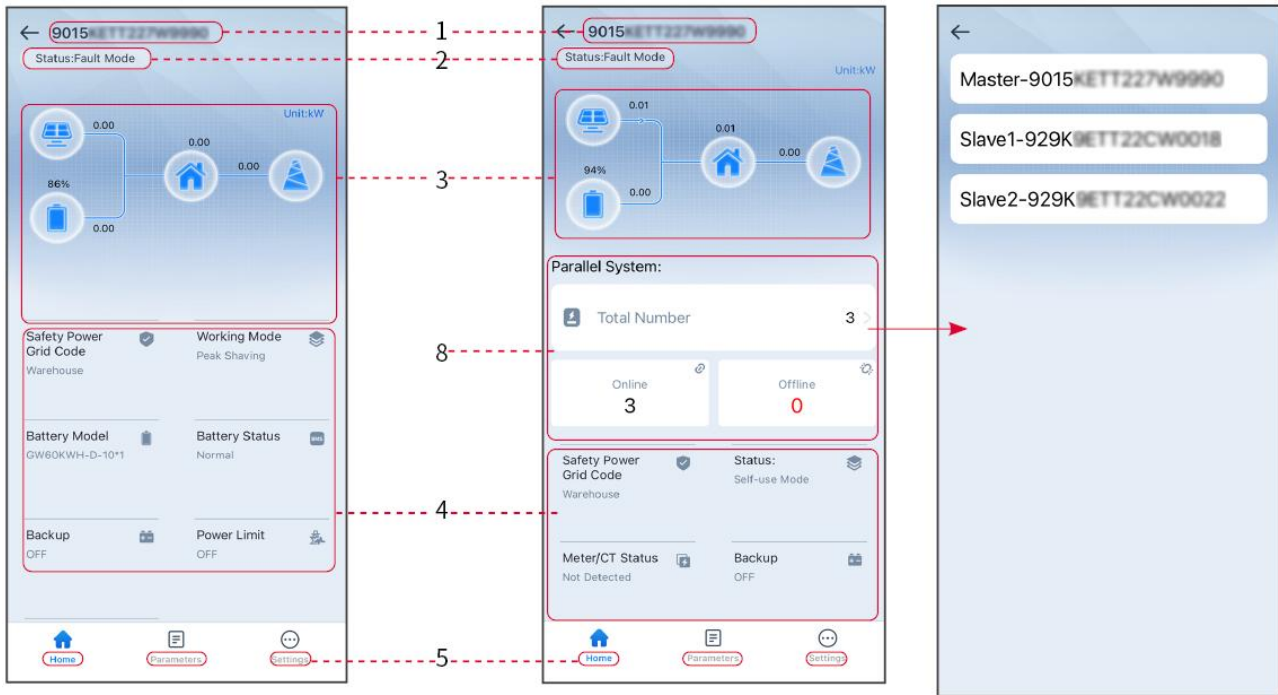 9015
Status:Fault Mode
Unit:kW
0.00
0.00
0.00
86%
0.00
Safety Power
Grid Code
Warehouse
Working Mode
Peak Shaving
Battery Model
GW60KWH-D-10*1
Battery Status
Normal
BMS
Backup
OFF
Power Limit
OFF
Home
Parameters
Settings
1
2
3
8
4
5
9015
Status:Fault Mode
Unit:kW
0.01
0.01
0.00
94%
0.00
Parallel System:
Total Number
3
Online
3
Offline
0
Safety Power
Grid Code
Warehouse
Status:
Self-use Mode
Meter/CT Status
Not Detected
Backup
OFF
Home
Parameters
Settings
Master-9015
Slave1-929K
Slave2-929K